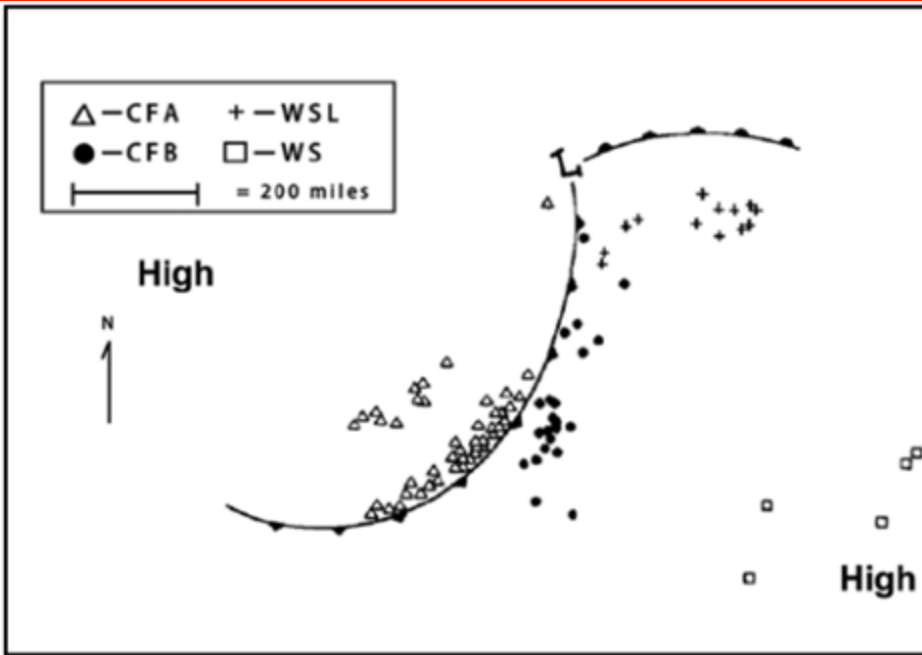 △—CFA +—WSL
●—CFB □—WS
= 200 miles
L
High
N
High